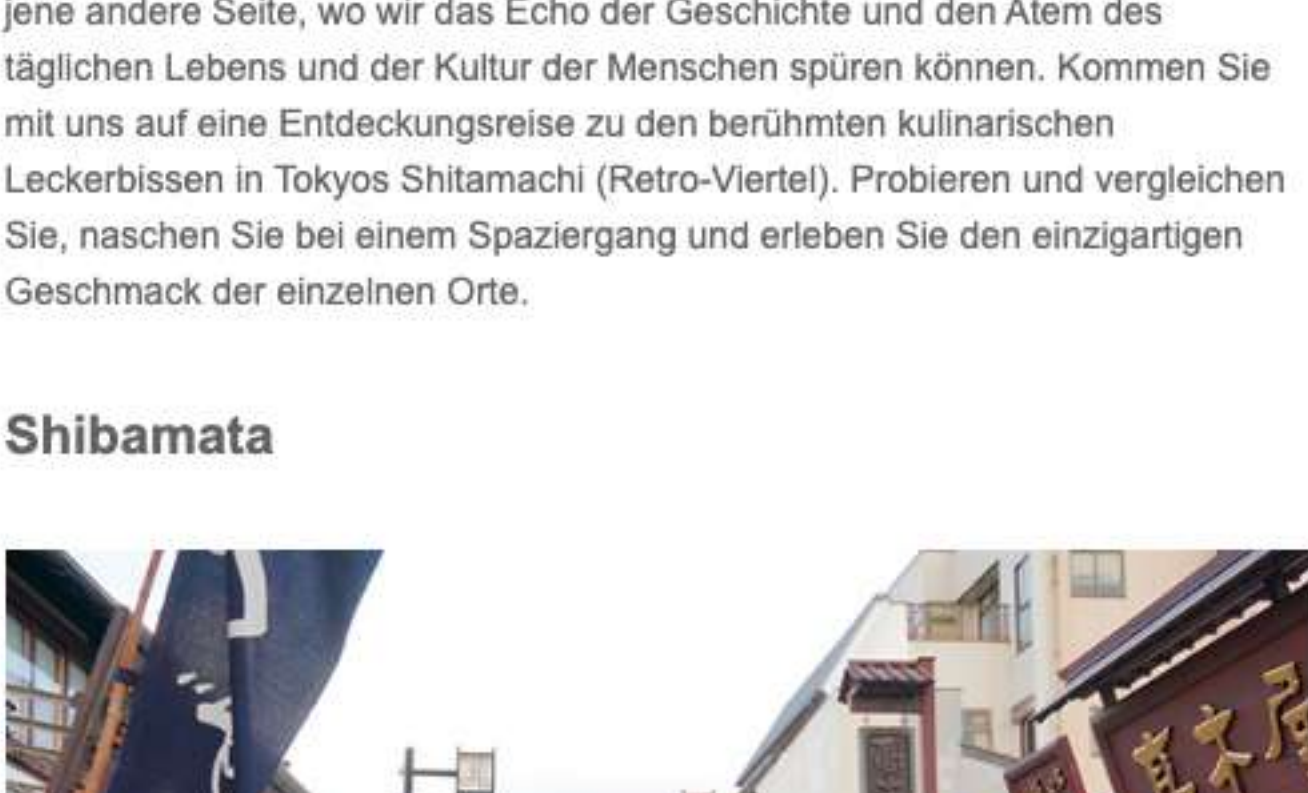 jene andere Seite, wo wir das Echo der Geschichte und den Atem des
täglichen Lebens und der Kultur der Menschen spüren können. Kommen Sie
mit uns auf eine Entdeckungsreise zu den berühmten kulinarischen
Leckerbissen in Tokyos Shitamachi (Retro-Viertel). Probieren und vergleichen
Sie, naschen Sie bei einem Spaziergang und erleben Sie den einzigartigen
Geschmack der einzelnen Orte.
Shibamata